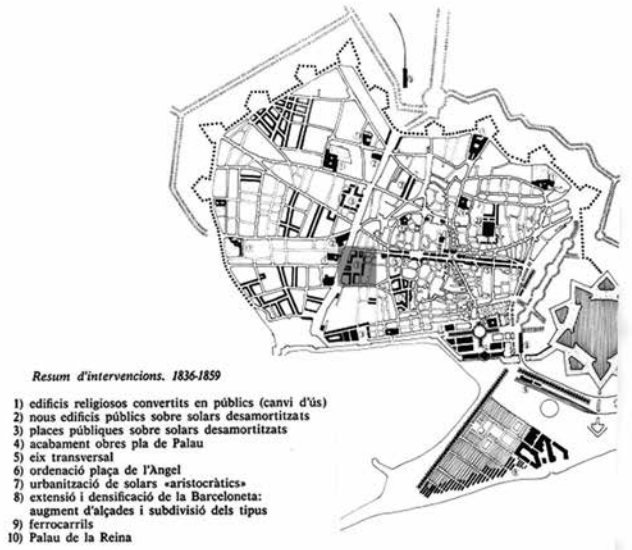 Resum d'intervencions. 1836-1859
1) edificis religiosos convertits en públics (canvi d'ús)
2) nous edificis públics sobre solars desamortitzats
3) places públiques sobre solars desamortitzats
4) acabament obres pla de Palau
5) eix transversal
6) ordenació plaça de l'Àngel
7) urbanització de solars «aristocràtics»
8) extensió i densificació de la Barceloneta:
augment d'alçades i subdivisió dels tipus
9) ferrocarrils
10) Palau de la Reina